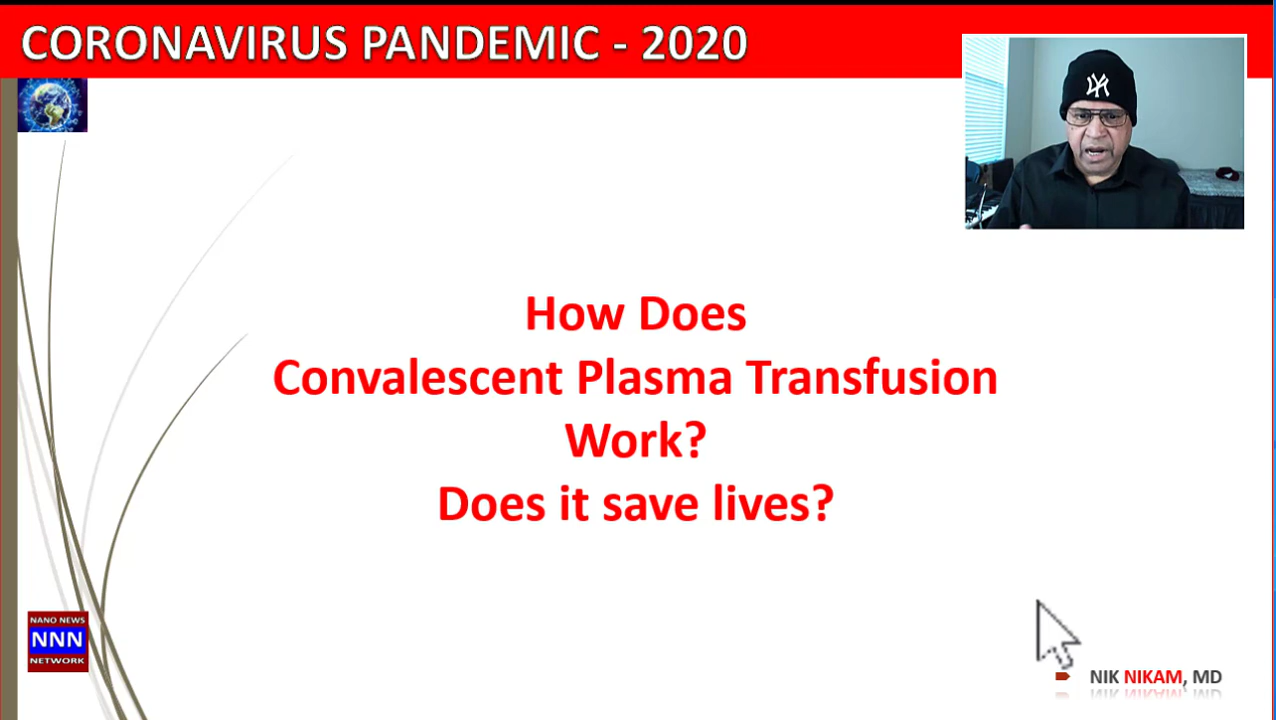 CORONAVIRUS PANDEMIC - 2020
How Does
Convalescent Plasma Transfusion
Work?
Does it save lives?
NANO NEWS
NNN
NETWORK
NIK NIKAM, MD